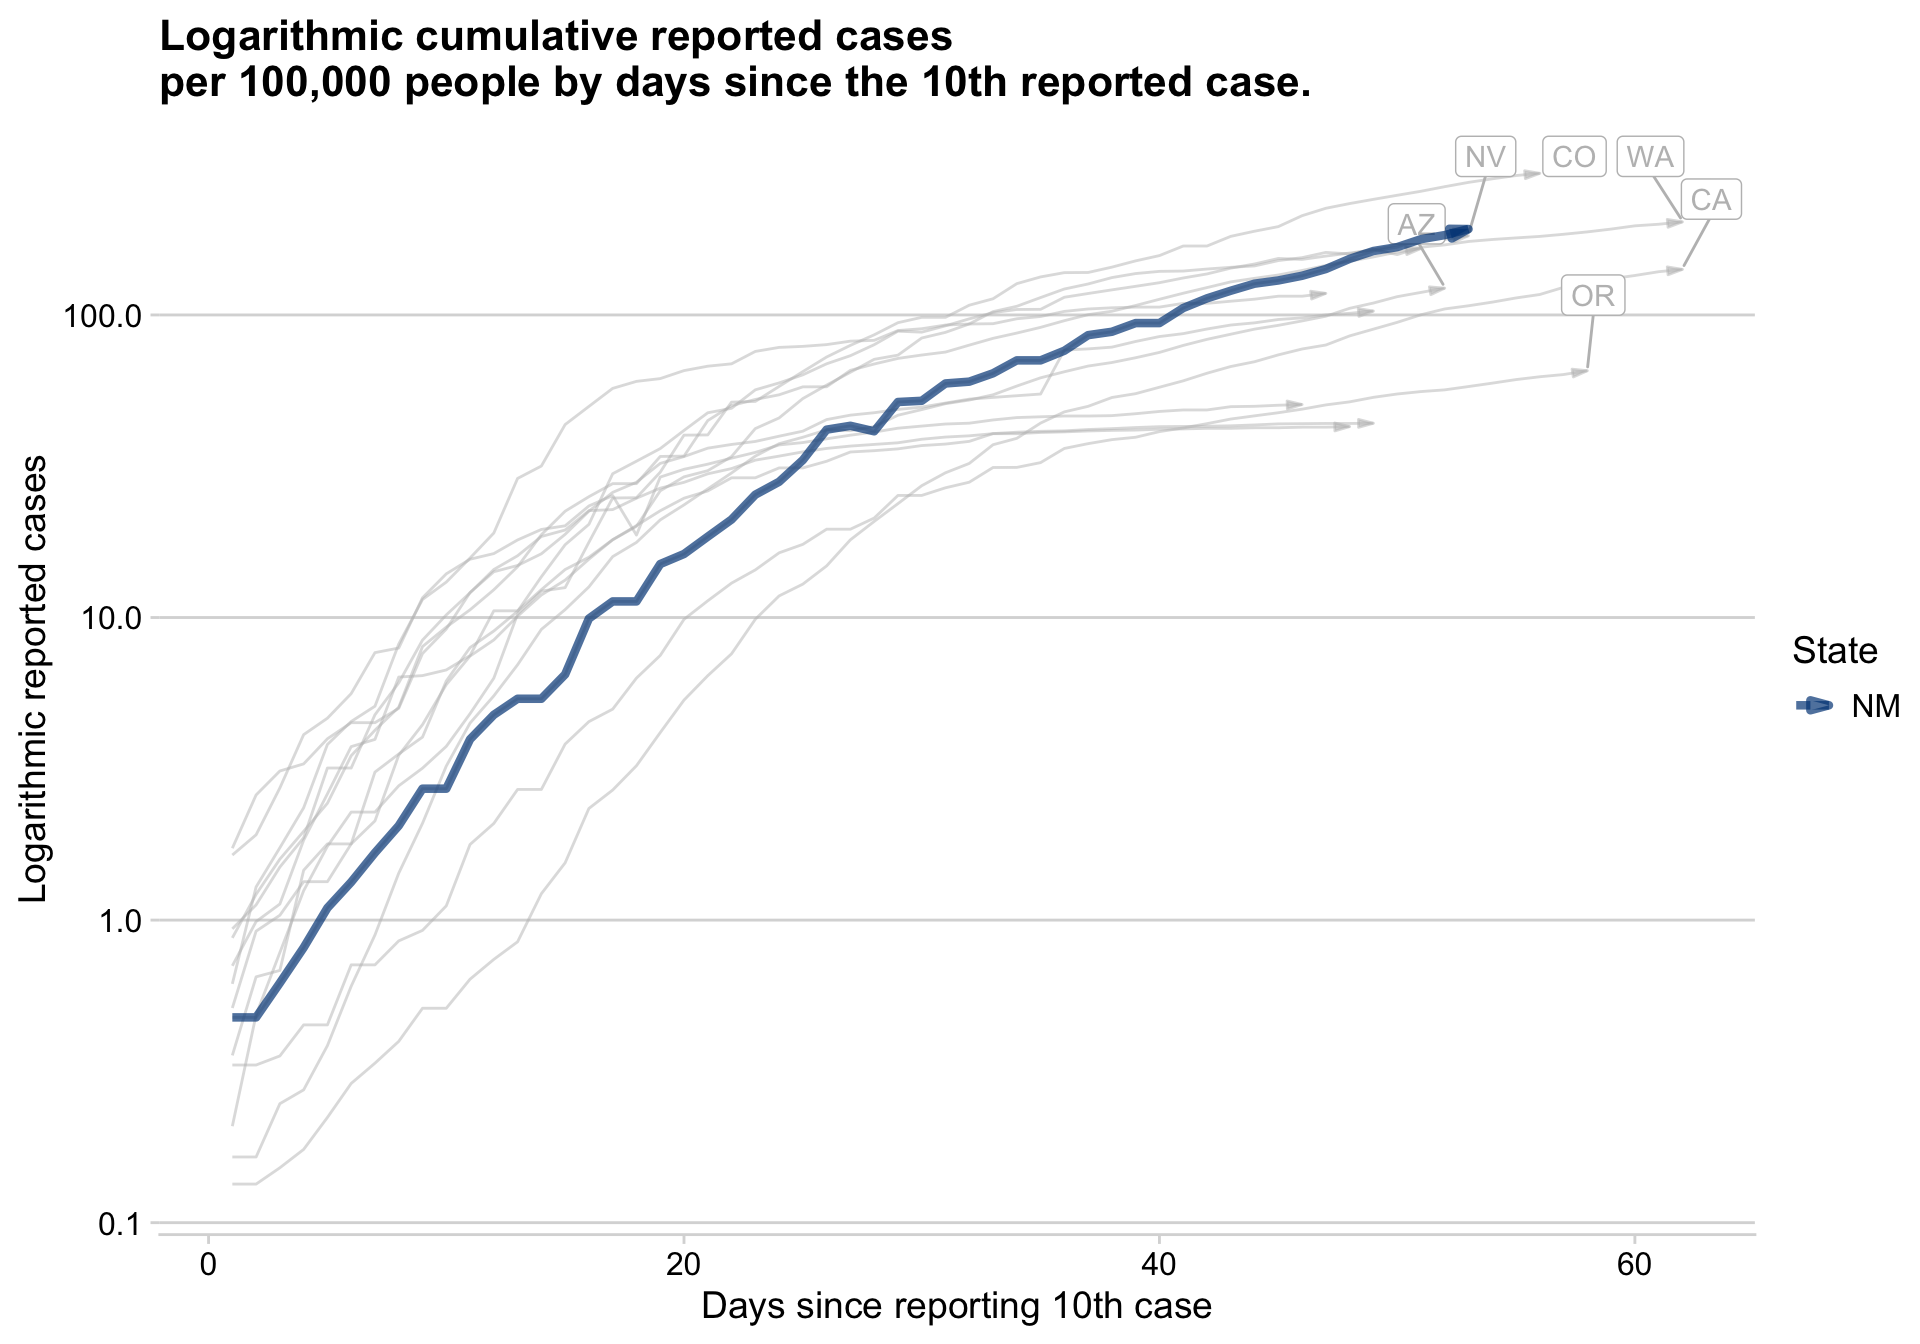 Logarithmic cumulative reported cases
per 100,000 people by days since the 10th reported case.
NV
CO
WA
CA
AZ
OR
100.0
10.0
1.0
0.1
Logarithmic reported cases
0
20
40
60
Days since reporting 10th case
State
NM